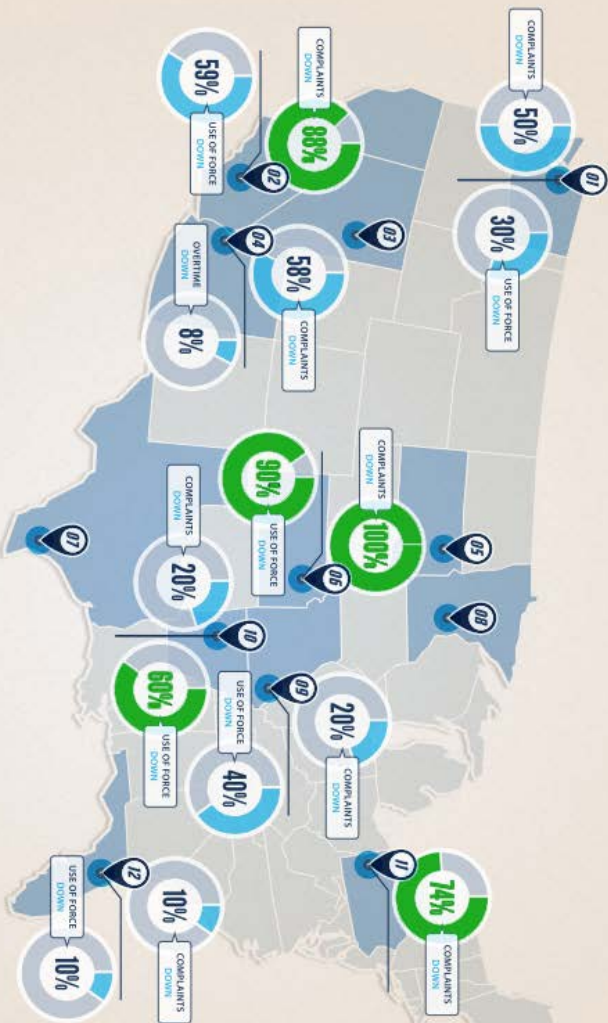 01
COMPLAINTS
DOWN
50%
30%
USE OF FORCE
DOWN
02
COMPLAINTS
DOWN
88%
59%
USE OF FORCE
DOWN
03
58%
COMPLAINTS
DOWN
04
OVERTIME
DOWN
8%
05
COMPLAINTS
DOWN
100%
06
90%
USE OF FORCE
DOWN
07
08
09
20%
COMPLAINTS
DOWN
USE OF FORCE
DOWN
40%
10
COMPLAINTS
DOWN
20%
60%
USE OF FORCE
DOWN
11
74%
COMPLAINTS
DOWN
12
10%
COMPLAINTS
DOWN
USE OF FORCE
DOWN
10%